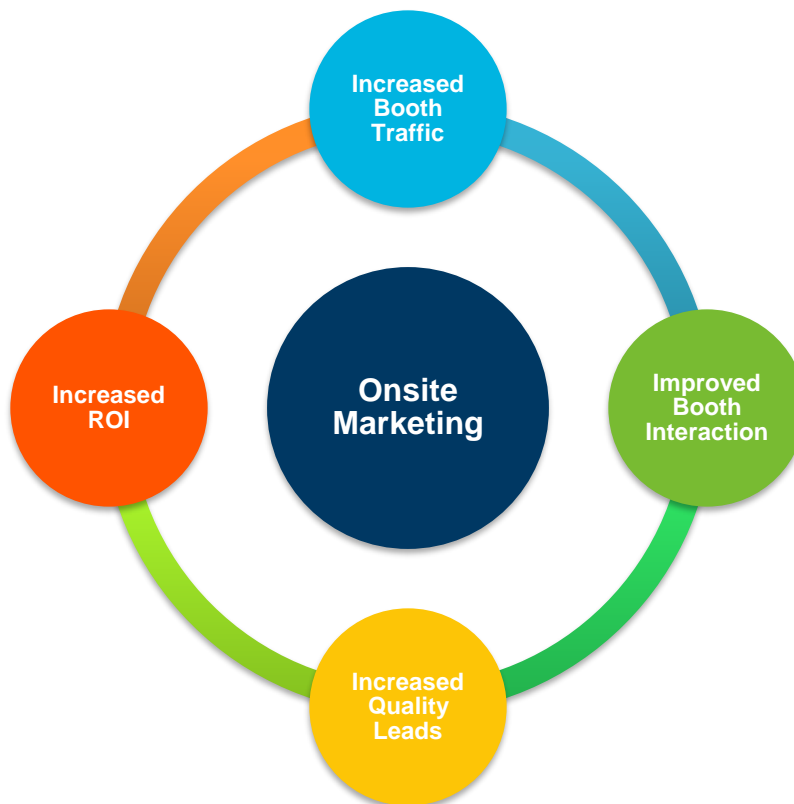 Increased
Booth
Traffic
Increased
ROI
Onsite
Marketing
Improved
Booth
Interaction
Increased
Quality
Leads